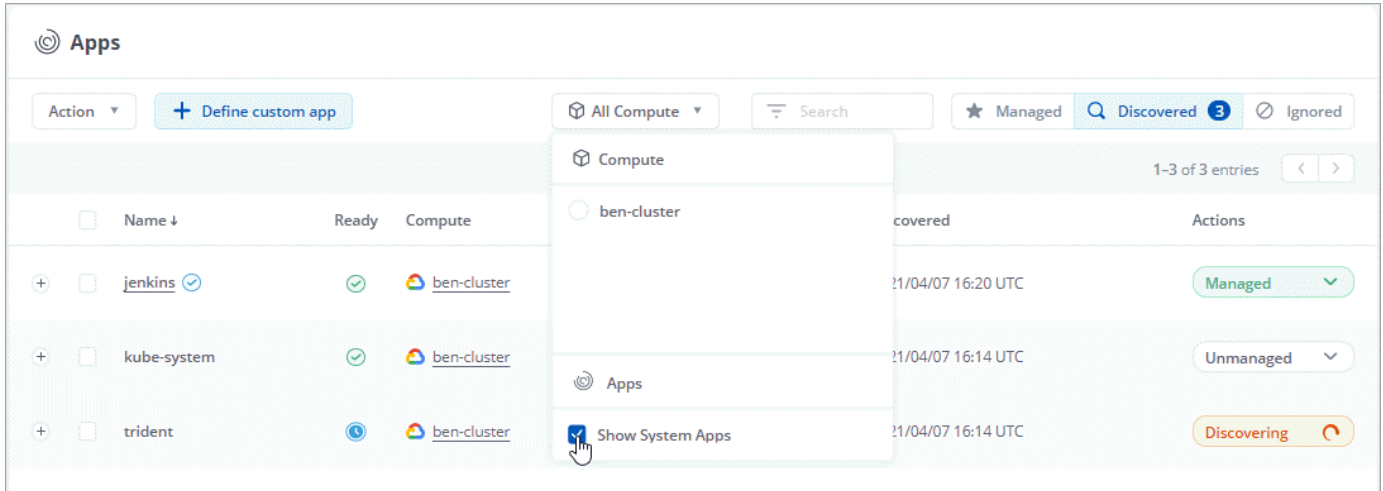 Apps
Action + Define custom app All Compute Search Managed Discovered 3 Ignored
Compute
1–3 of 3 entries
ben-cluster
Name ↓ Ready Compute covered Actions
jenkins ben-cluster 21/04/07 16:20 UTC Managed
kube-system ben-cluster 21/04/07 16:14 UTC Unmanaged
Apps
trident ben-cluster 21/04/07 16:14 UTC Discovering
Show System Apps